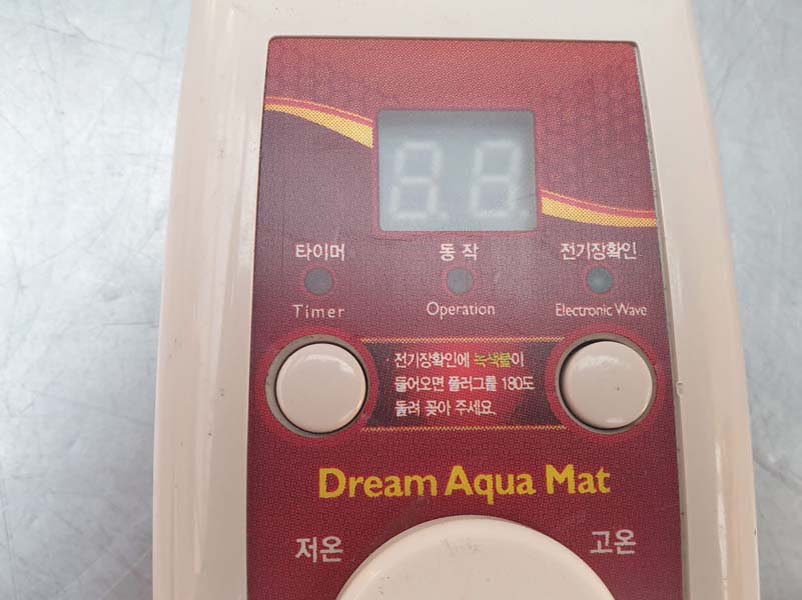 타이머 동작 전기장확인
Timer Operation Electronic Wave
· 전기장확인에 녹색불이
들어오면 플러그를 180도
돌려 꽂아 주세요.
Dream Aqua Mat
저온 고온